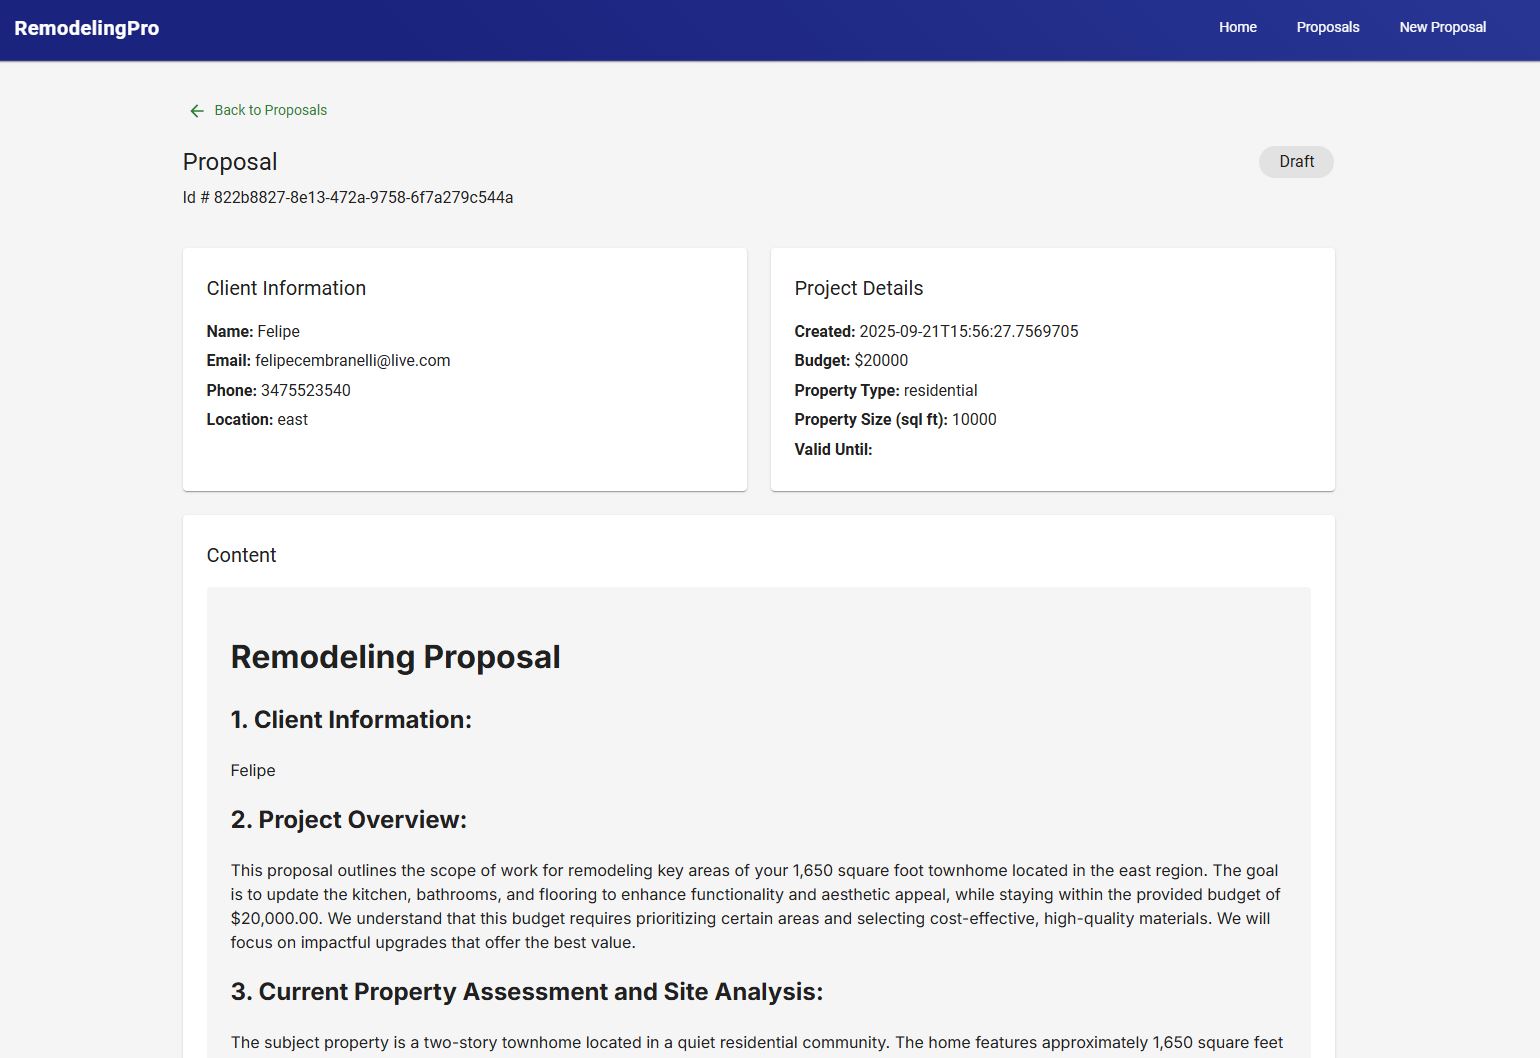 RemodelingPro
Home
Proposals
New Proposal
Back to Proposals
Proposal
Draft
Id # 822b8827-8e13-472a-9758-6f7a279c544a
Client Information
Name: Felipe
Email: felipecembranelli@live.com
Phone: 3475523540
Location: east
Project Details
Created: 2025-09-21T15:56:27.7569705
Budget: $20000
Property Type: residential
Property Size (sql ft): 10000
Valid Until:
Content
Remodeling Proposal
1. Client Information:
Felipe
2. Project Overview:
This proposal outlines the scope of work for remodeling key areas of your 1,650 square foot townhome located in the east region. The goal
is to update the kitchen, bathrooms, and flooring to enhance functionality and aesthetic appeal, while staying within the provided budget of
$20,000.00. We understand that this budget requires prioritizing certain areas and selecting cost-effective, high-quality materials. We will
focus on impactful upgrades that offer the best value.
3. Current Property Assessment and Site Analysis:
The subject property is a two-story townhome located in a quiet residential community. The home features approximately 1,650 square feet